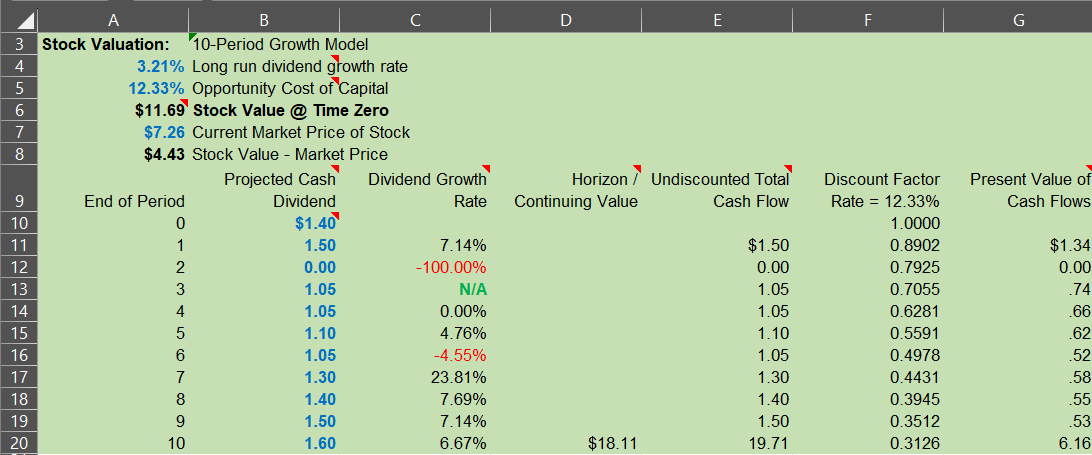 A B C D E F G
3 Stock Valuation: 10-Period Growth Model
4 3.21% Long run dividend growth rate
5 12.33% Opportunity Cost of Capital
6 $11.69 Stock Value @ Time Zero
7 $7.26 Current Market Price of Stock
8 $4.43 Stock Value - Market Price
Projected Cash Dividend Growth Horizon / Undiscounted Total Discount Factor Present Value of
9 End of Period Dividend Rate Continuing Value Cash Flow Rate = 12.33% Cash Flows
10 0 $1.40 1.0000
11 1 1.50 7.14% $1.50 0.8902 $1.34
12 2 0.00 -100.00% 0.00 0.7925 0.00
13 3 1.05 N/A 1.05 0.7055 .74
14 4 1.05 0.00% 1.05 0.6281 .66
15 5 1.10 4.76% 1.10 0.5591 .62
16 6 1.05 -4.55% 1.05 0.4978 .52
17 7 1.30 23.81% 1.30 0.4431 .58
18 8 1.40 7.69% 1.40 0.3945 .55
19 9 1.50 7.14% 1.50 0.3512 .53
20 10 1.60 6.67% $18.11 19.71 0.3126 6.16